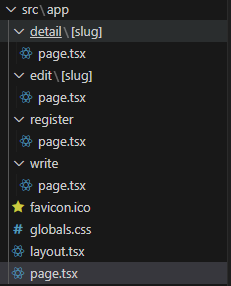 src\app
detail\[slug]
page.tsx
edit\[slug]
page.tsx
register
page.tsx
write
page.tsx
favicon.ico
globals.css
layout.tsx
page.tsx